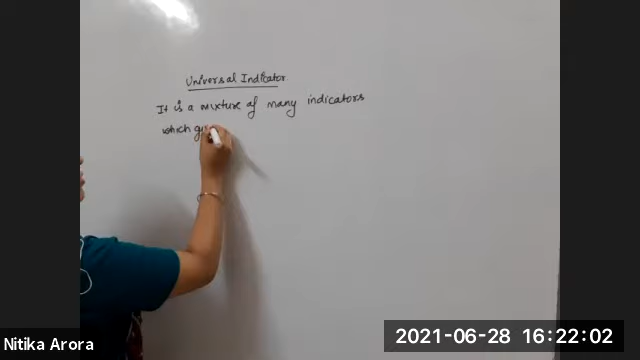 Universal Indicator
It is a mixture of many indicators
which gi
Nitika Arora
2021-06-28 16:22:02